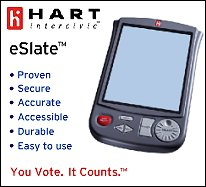 HART
intercivic
eSlate™
• Proven
• Secure
• Accurate
• Accessible
• Durable
• Easy to use
You Vote. It Counts.™